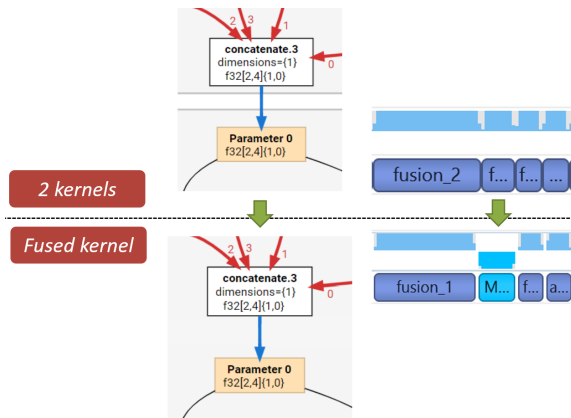 2
3
1
concatenate.3
dimensions={1}
f32[2,4]{1,0}
0
Parameter 0
f32[2,4]{1,0}
fusion_2
f...
f...
...
2 kernels
Fused kernel
2
3
1
concatenate.3
dimensions={1}
f32[2,4]{1,0}
0
Parameter 0
f32[2,4]{1,0}
fusion_1
M...
f...
a...